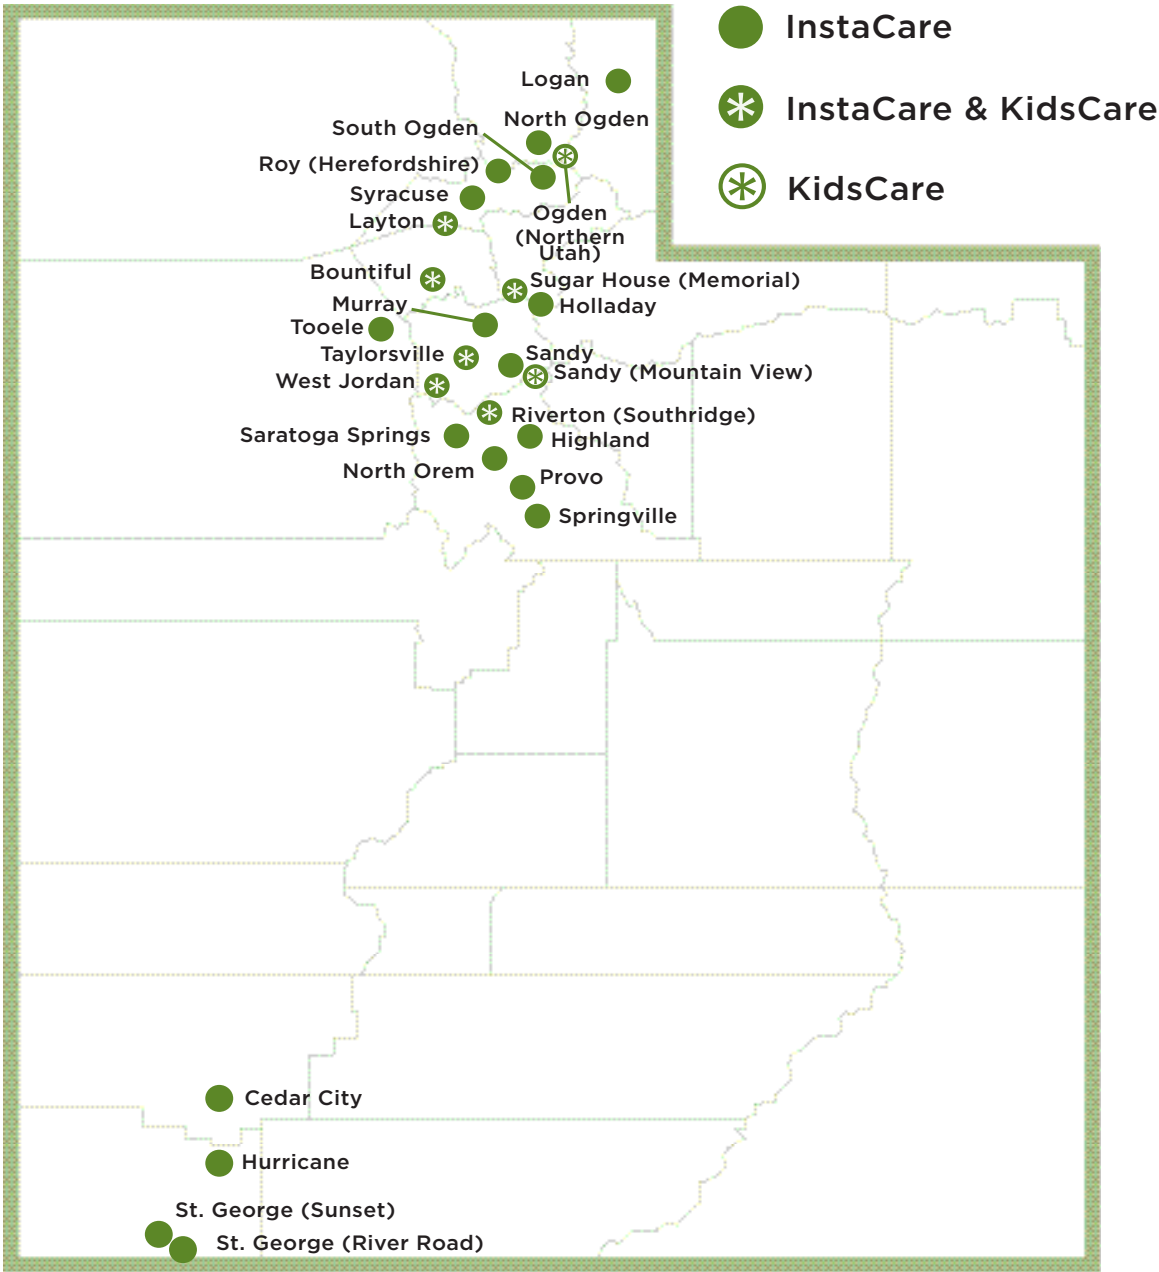 InstaCare
InstaCare & KidsCare
KidsCare
Logan
North Ogden
South Ogden
Roy (Herefordshire)
Syracuse
Layton
Ogden
(Northern
Utah)
Bountiful
Sugar House (Memorial)
Murray
Holladay
Tooele
Taylorsville
Sandy
West Jordan
Sandy (Mountain View)
Riverton (Southridge)
Saratoga Springs
Highland
North Orem
Provo
Springville
Cedar City
Hurricane
St. George (Sunset)
St. George (River Road)